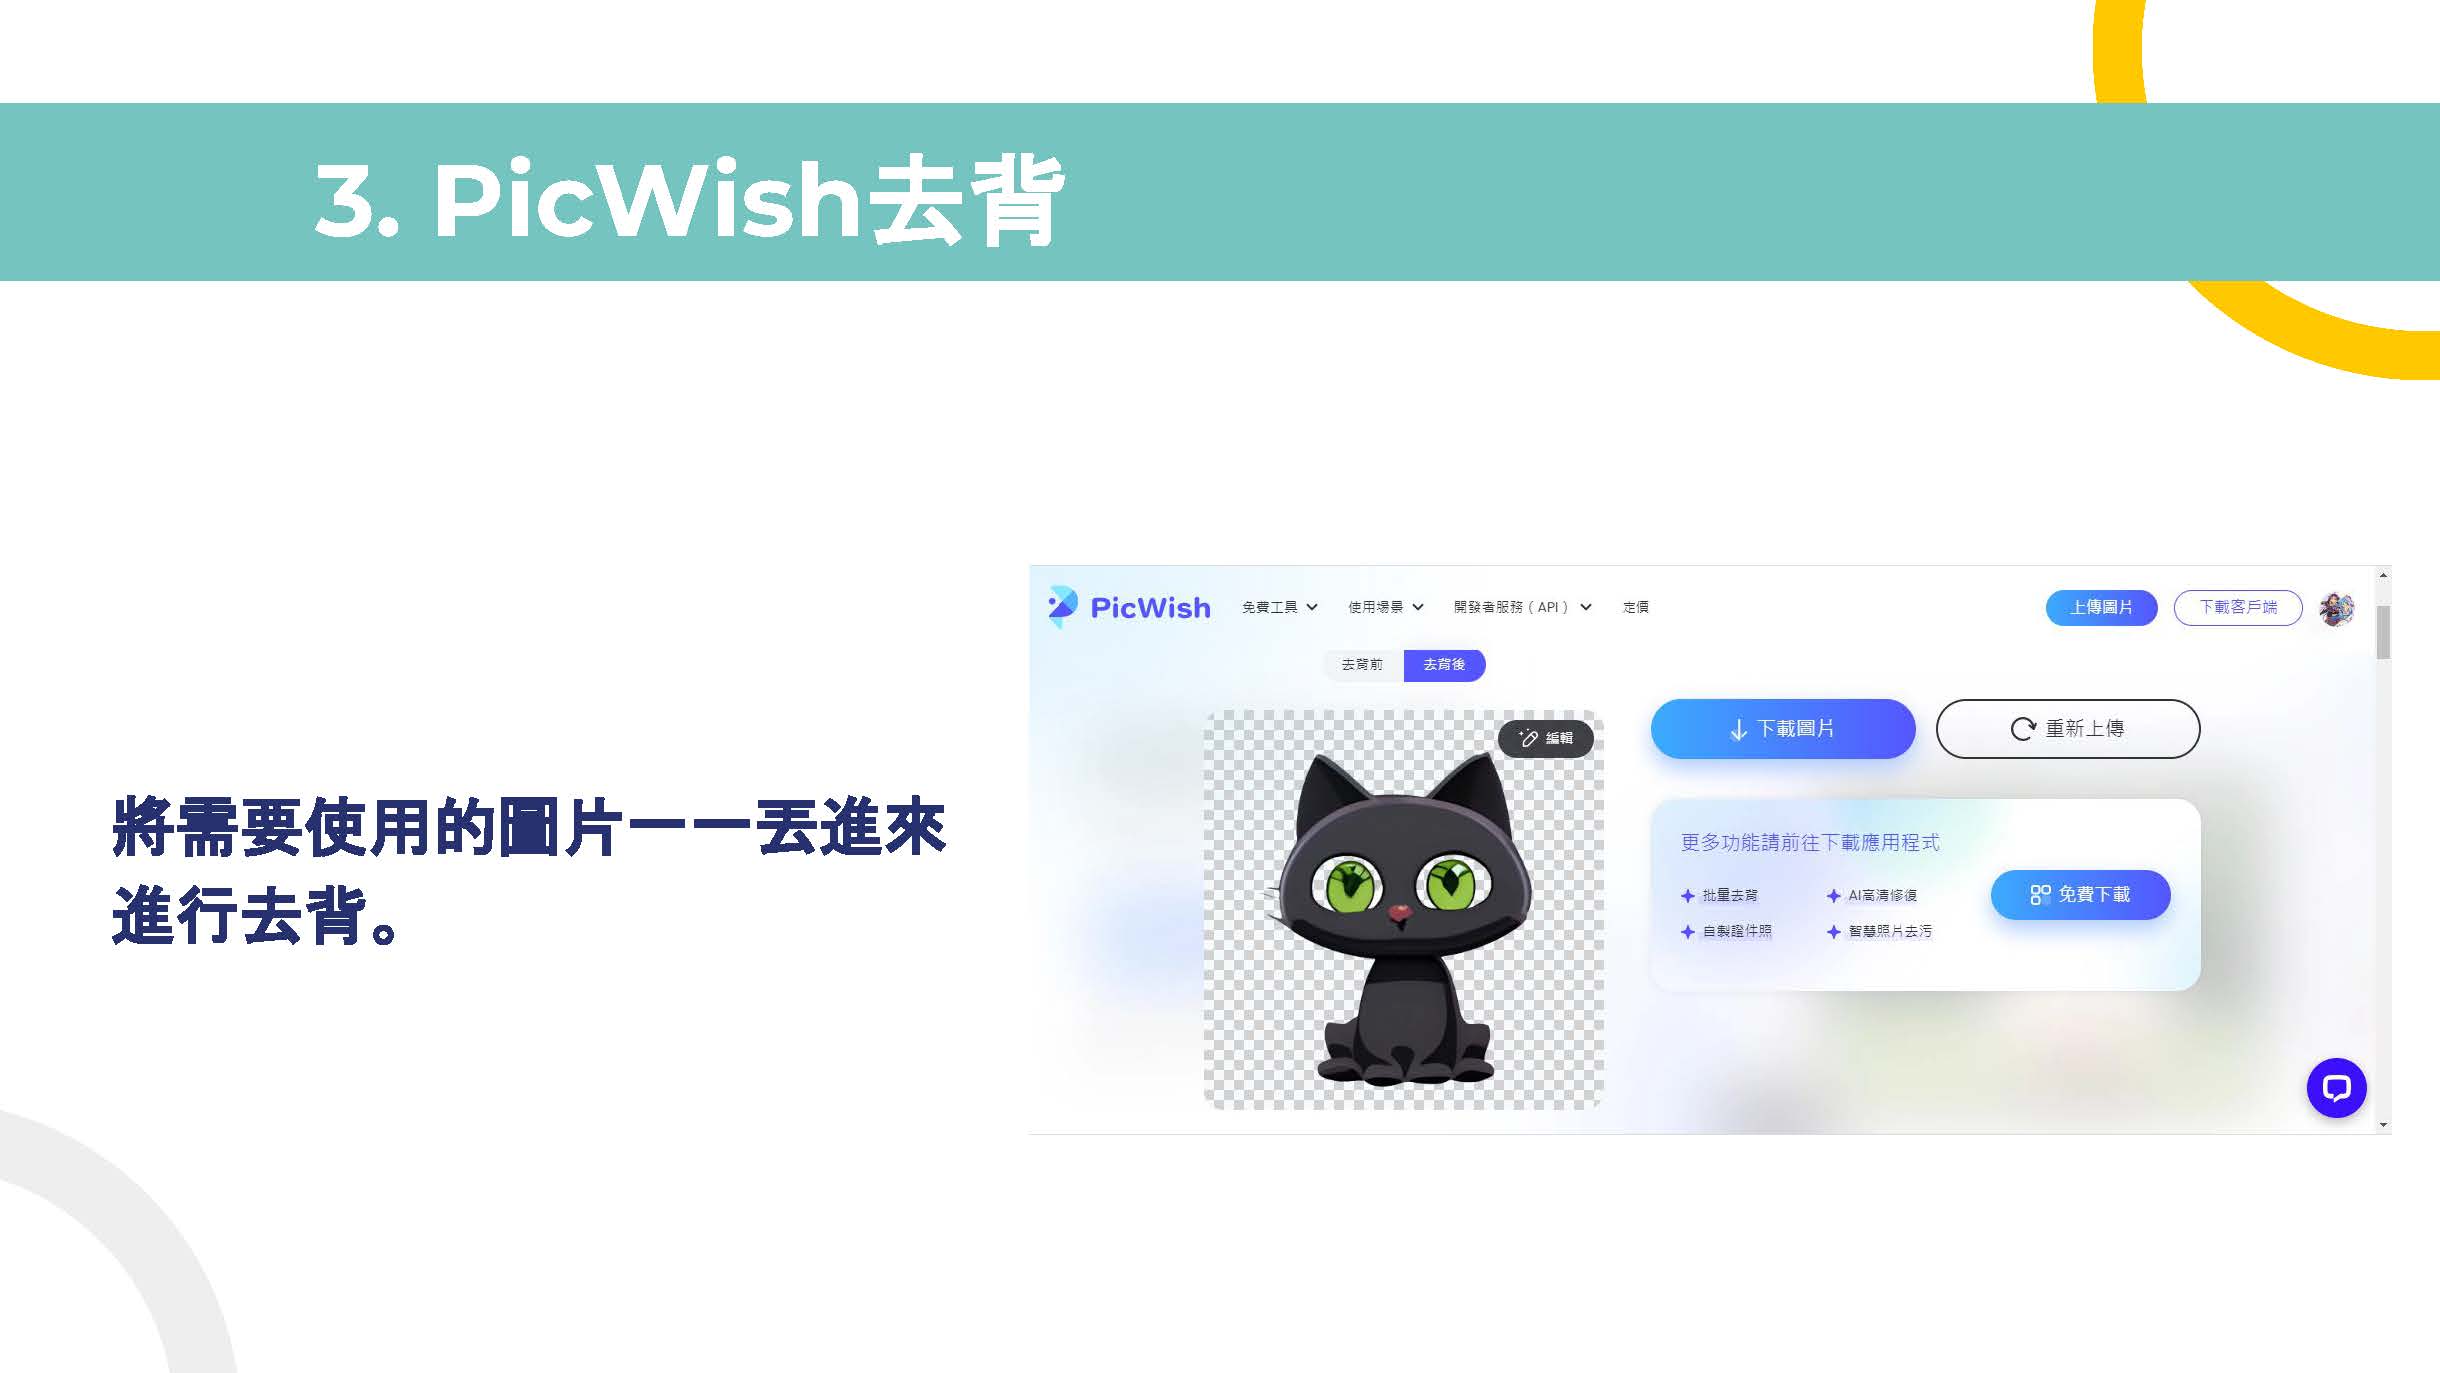 3. PicWish去背
將需要使用的圖片一一丟進來
進行去背。
PicWish 免費工具 使用場景 開發者服務（API） 定價 上傳圖片 下載客戶端
去背前 去背後
編輯
下載圖片 重新上傳
更多功能請前往下載應用程式
批量去背 AI高清修復
免費下載
自製證件照 智慧照片去污